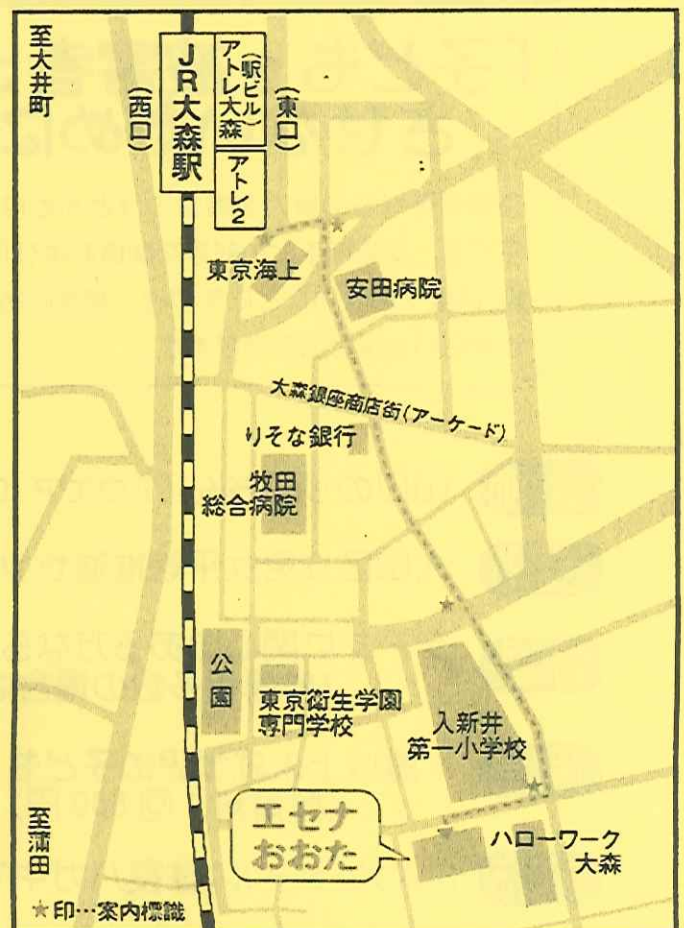 至大井町
(西口)
JR大森駅
(駅ビル)
アトレ大森
アトレ2
(東口)
東京海上
安田病院
大森銀座商店街(アーケード)
りそな銀行
牧田
総合病院
公園
東京衛生学園
専門学校
入新井
第一小学校
エセナ
おおた
ハローワーク
大森
至蒲田
★印…案内標識